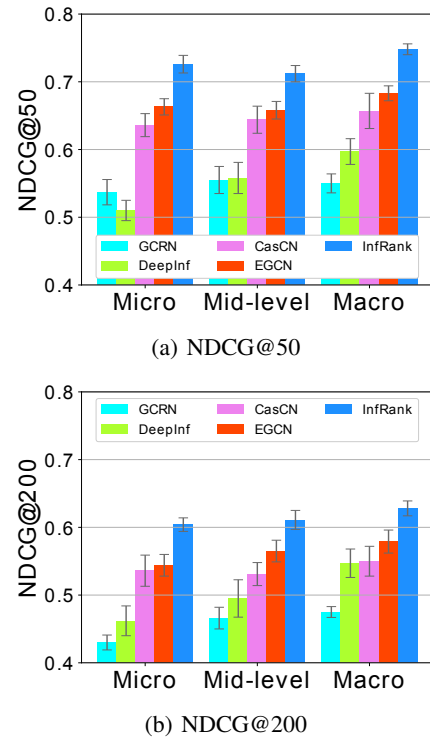 0.8
0.7
0.6
0.5
0.4
NDCG@50
GCRN CasCN InfRank
DeepInf EGCN
Micro Mid-level Macro
(a) NDCG@50
0.8
0.7
0.6
0.5
0.4
NDCG@200
GCRN CasCN InfRank
DeepInf EGCN
Micro Mid-level Macro
(b) NDCG@200